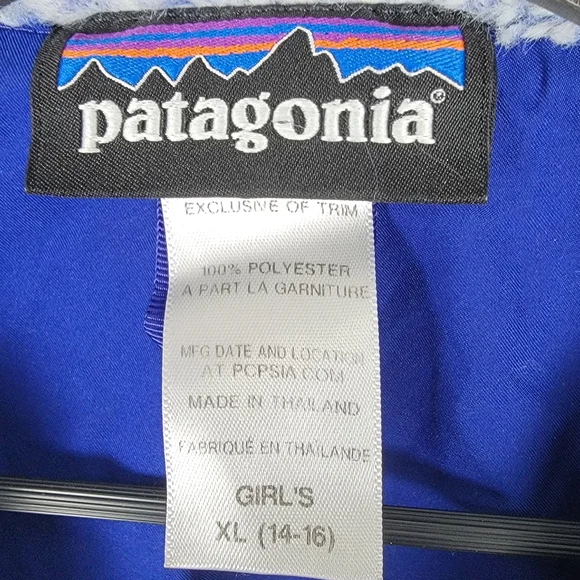 patagonia®
EXCLUSIVE OF TRIM
100% POLYESTER
A PART LA GARNITURE
MFG DATE AND LOCATION
AT PCPSIA.COM
MADE IN THAILAND
FABRIQUÉ EN THAÏLANDE
GIRL'S
XL (14-16)